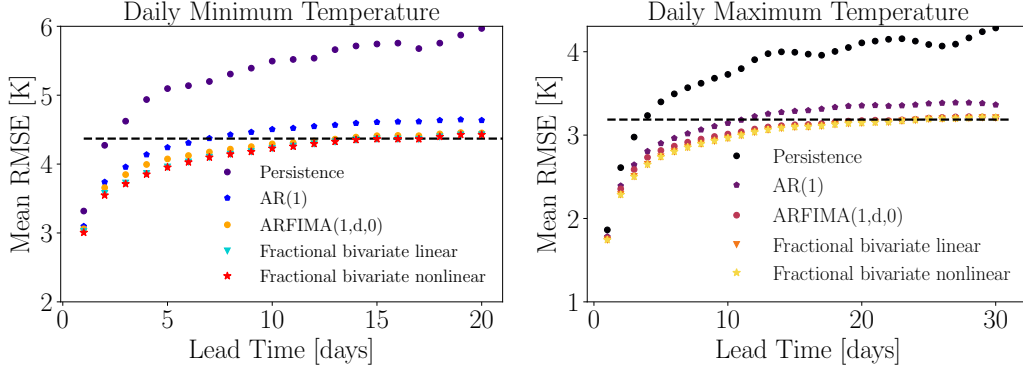 Daily Minimum Temperature
Mean RMSE [K]
6
5
4
3
2
Persistence
AR(1)
ARFIMA(1,d,0)
Fractional bivariate linear
Fractional bivariate nonlinear
0
5
10
15
20
Lead Time [days]
Daily Maximum Temperature
Mean RMSE [K]
4
3
2
1
Persistence
AR(1)
ARFIMA(1,d,0)
Fractional bivariate linear
Fractional bivariate nonlinear
0
10
20
30
Lead Time [days]